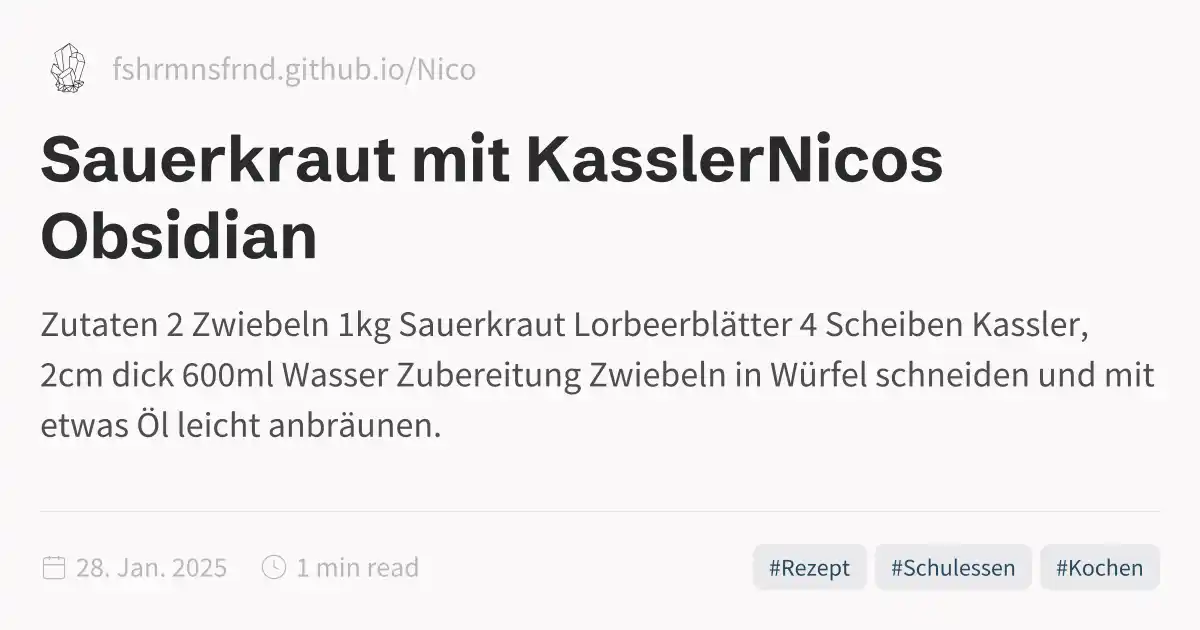 fshrmnsfrnd.github.io/Nico
Sauerkraut mit KasslerNicos
Obsidian
Zutaten 2 Zwiebeln 1kg Sauerkraut Lorbeerblätter 4 Scheiben Kassler,
2cm dick 600ml Wasser Zubereitung Zwiebeln in Würfel schneiden und mit
etwas Öl leicht anbräunen.
28. Jan. 2025 1 min read #Rezept #Schulessen #Kochen